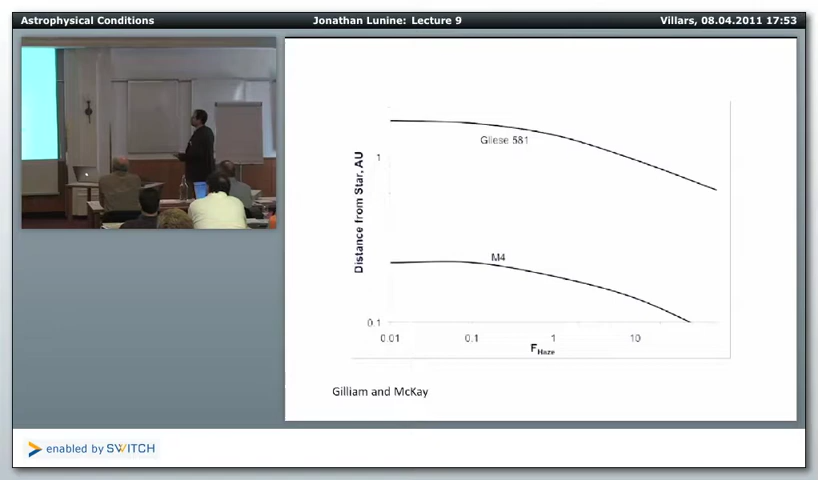 Astrophysical Conditions
Jonathan Lunine: Lecture 9
Villars, 08.04.2011 17:53
Gliese 581
1
Distance from Star, AU
M4
0.1
0.01 0.1 1 10
F Haze
Gilliam and McKay
enabled by SWITCH